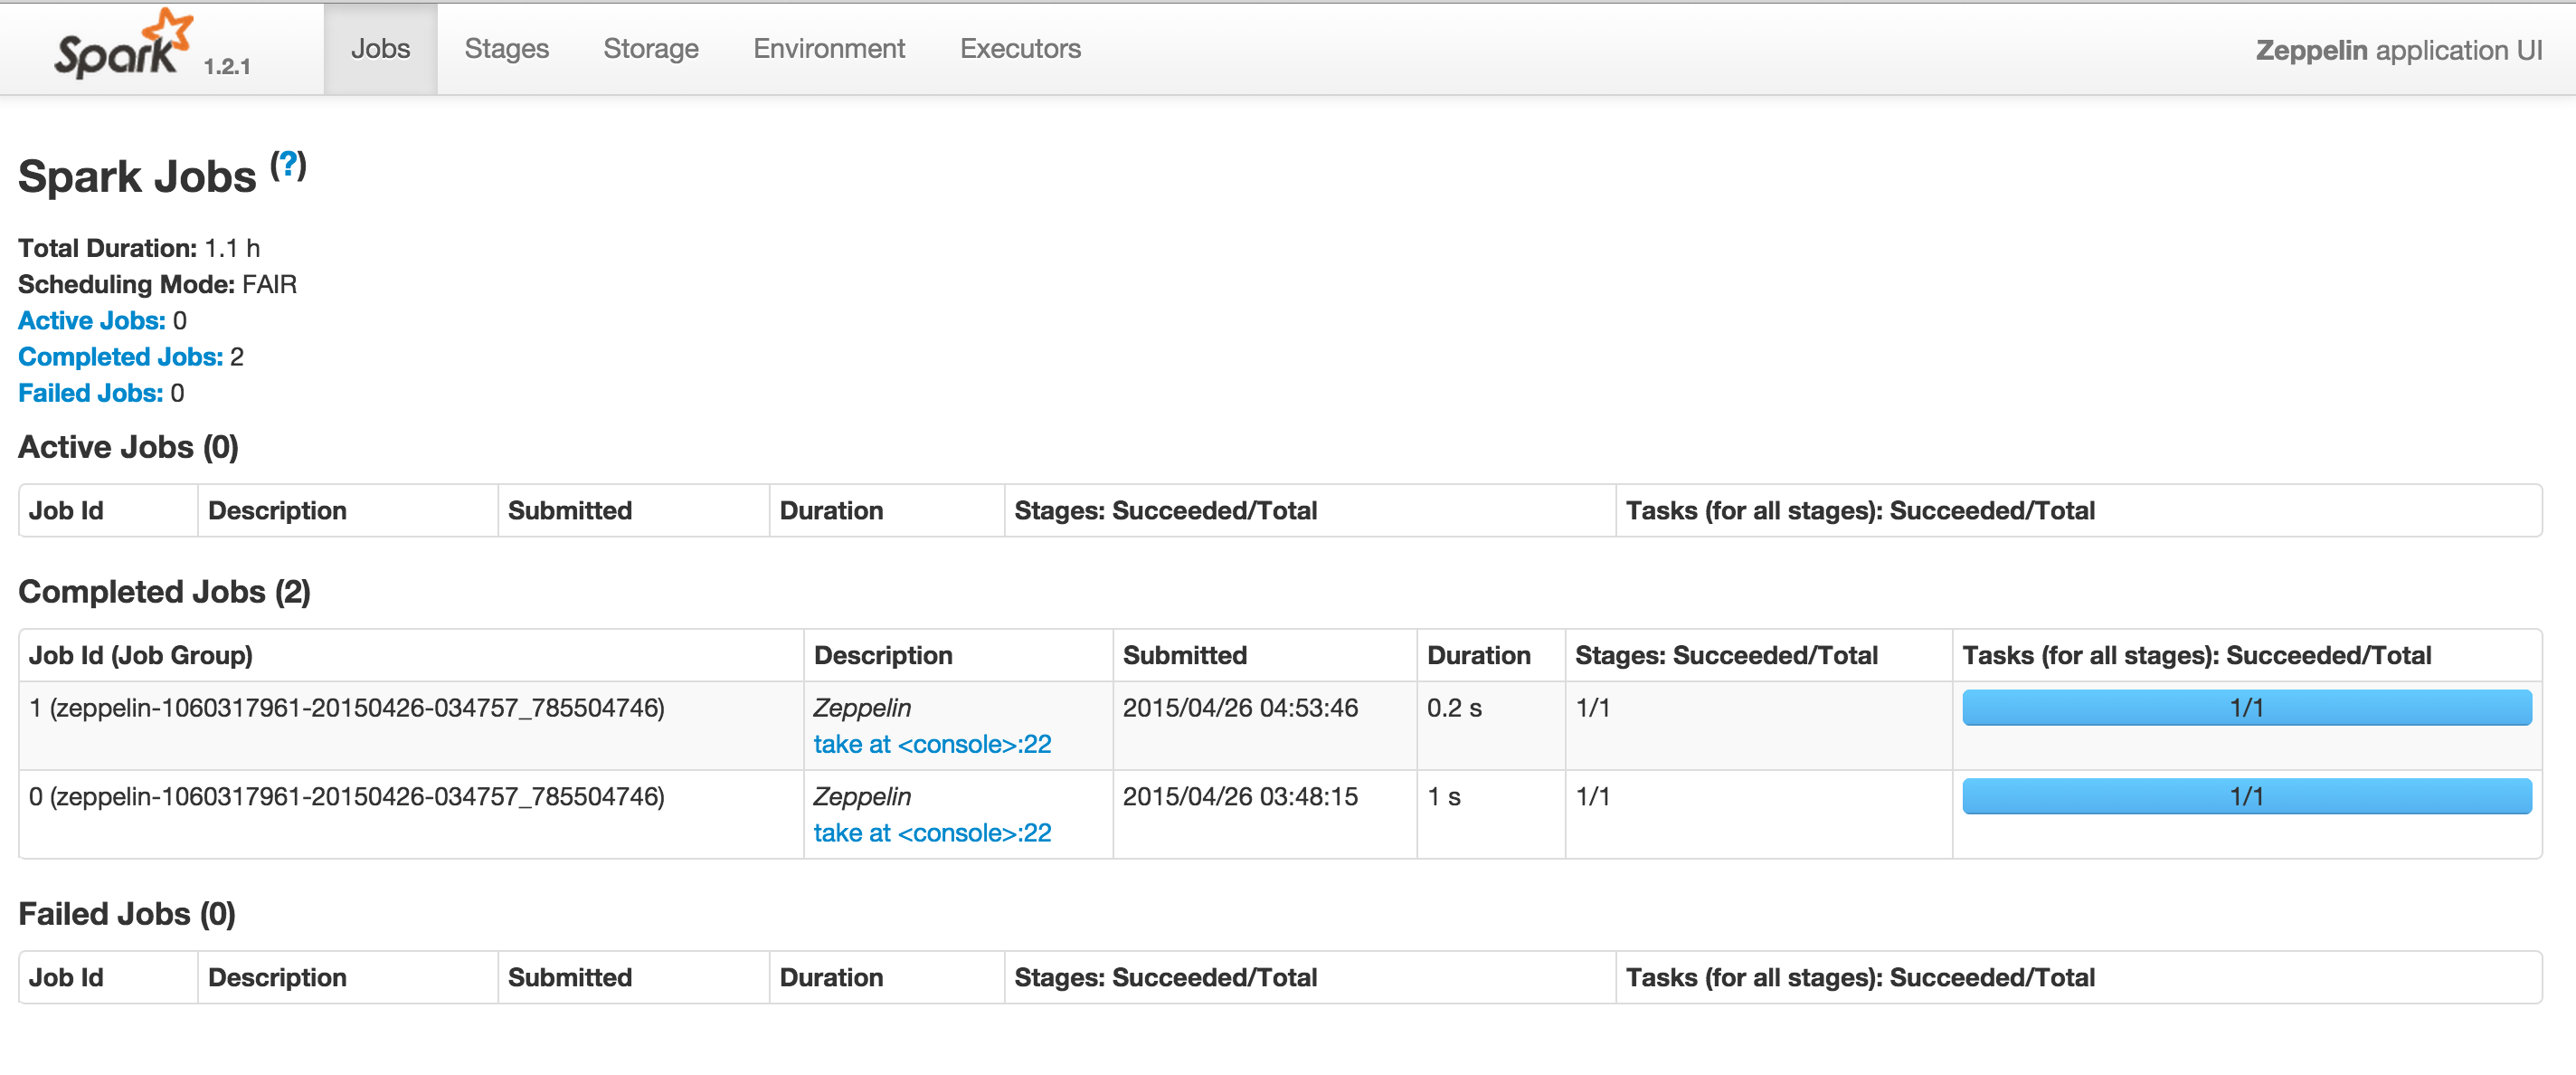 Spark 1.2.1 Jobs Stages Storage Environment Executors Zeppelin application UI
Spark Jobs (?)
Total Duration: 1.1 h
Scheduling Mode: FAIR
Active Jobs: 0
Completed Jobs: 2
Failed Jobs: 0
Active Jobs (0)
Job Id Description Submitted Duration Stages: Succeeded/Total Tasks (for all stages): Succeeded/Total
Completed Jobs (2)
Job Id (Job Group) Description Submitted Duration Stages: Succeeded/Total Tasks (for all stages): Succeeded/Total
1 (zeppelin-1060317961-20150426-034757_785504746) Zeppelin 2015/04/26 04:53:46 0.2 s 1/1 1/1
take at <console>:22
0 (zeppelin-1060317961-20150426-034757_785504746) Zeppelin 2015/04/26 03:48:15 1 s 1/1 1/1
take at <console>:22
Failed Jobs (0)
Job Id Description Submitted Duration Stages: Succeeded/Total Tasks (for all stages): Succeeded/Total